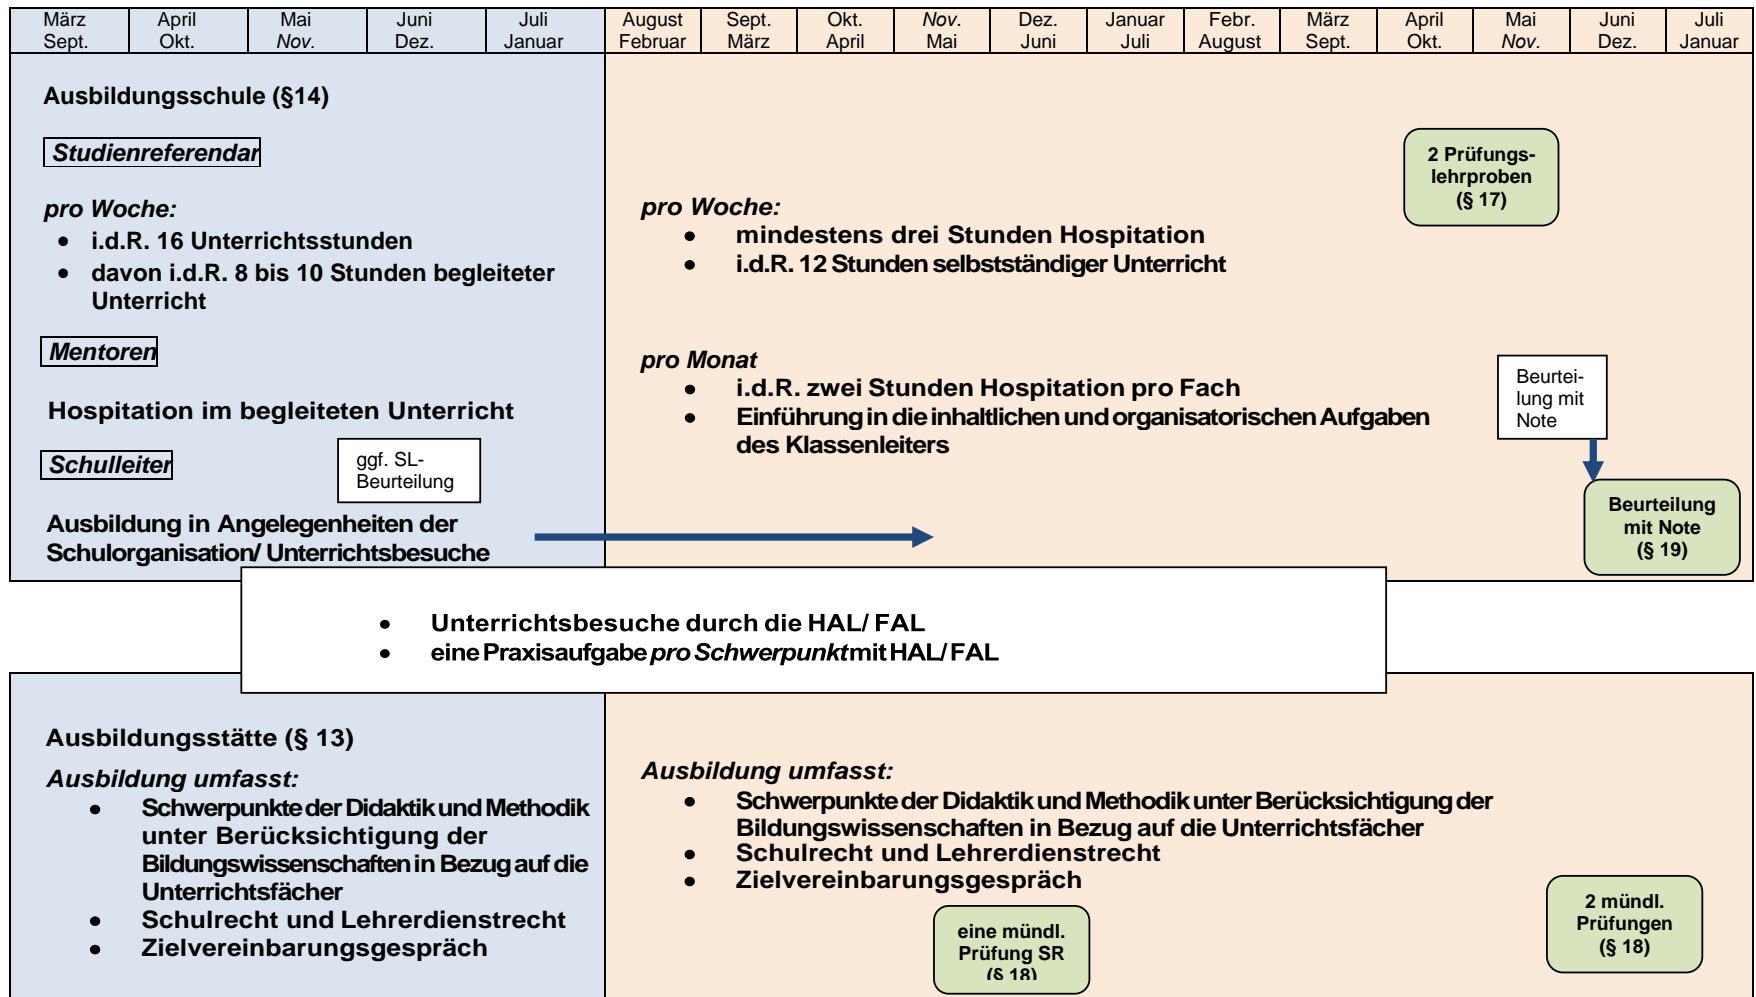 März April Mai Juni Juli August Sept. Okt. Nov. Dez. Januar Febr. März April Mai Juni Juli
Sept. Okt. Nov. Dez. Januar Februar März April Mai Juni Juli August Sept. Okt. Nov. Dez. Januar
Ausbildungsschule (§14)
Studienreferendar
pro Woche:
• i.d.R. 16 Unterrichtsstunden
• davon i.d.R. 8 bis 10 Stunden begleiteter
Unterricht
Mentoren
Hospitation im begleiteten Unterricht
Schulleiter
ggf. SL-
Beurteilung
Ausbildung in Angelegenheiten der
Schulorganisation/ Unterrichtsbesuche
2 Prüfungs-
lehrproben
(§ 17)
pro Woche:
• mindestens drei Stunden Hospitation
• i.d.R. 12 Stunden selbstständiger Unterricht
pro Monat
• i.d.R. zwei Stunden Hospitation pro Fach
• Einführung in die inhaltlichen und organisatorischen Aufgaben
des Klassenleiters
Beurtei-
lung mit
Note
Beurteilung
mit Note
(§ 19)
• Unterrichtsbesuche durch die HAL/ FAL
• eine Praxisaufgabe pro Schwerpunkt mit HAL/ FAL
Ausbildungsstätte (§ 13)
Ausbildung umfasst:
• Schwerpunkte der Didaktik und Methodik
unter Berücksichtigung der
Bildungswissenschaften in Bezug auf die
Unterrichtsfächer
• Schulrecht und Lehrerdienstrecht
• Zielvereinbarungsgespräch
Ausbildung umfasst:
• Schwerpunkte der Didaktik und Methodik unter Berücksichtigung der
Bildungswissenschaften in Bezug auf die Unterrichtsfächer
• Schulrecht und Lehrerdienstrecht
• Zielvereinbarungsgespräch
eine mündl.
Prüfung SR
(§ 18)
2 mündl.
Prüfungen
(§ 18)